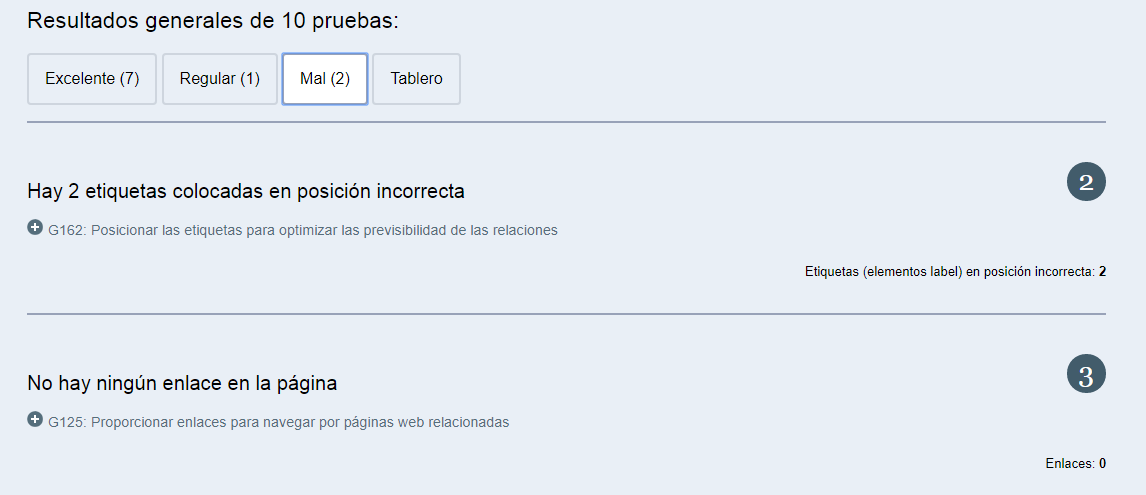 Resultados generales de 10 pruebas:
Excelente (7) Regular (1) Mal (2) Tablero
Hay 2 etiquetas colocadas en posición incorrecta
2
G162: Posicionar las etiquetas para optimizar las previsibilidad de las relaciones
Etiquetas (elementos label) en posición incorrecta: 2
No hay ningún enlace en la página
3
G125: Proporcionar enlaces para navegar por páginas web relacionadas
Enlaces: 0